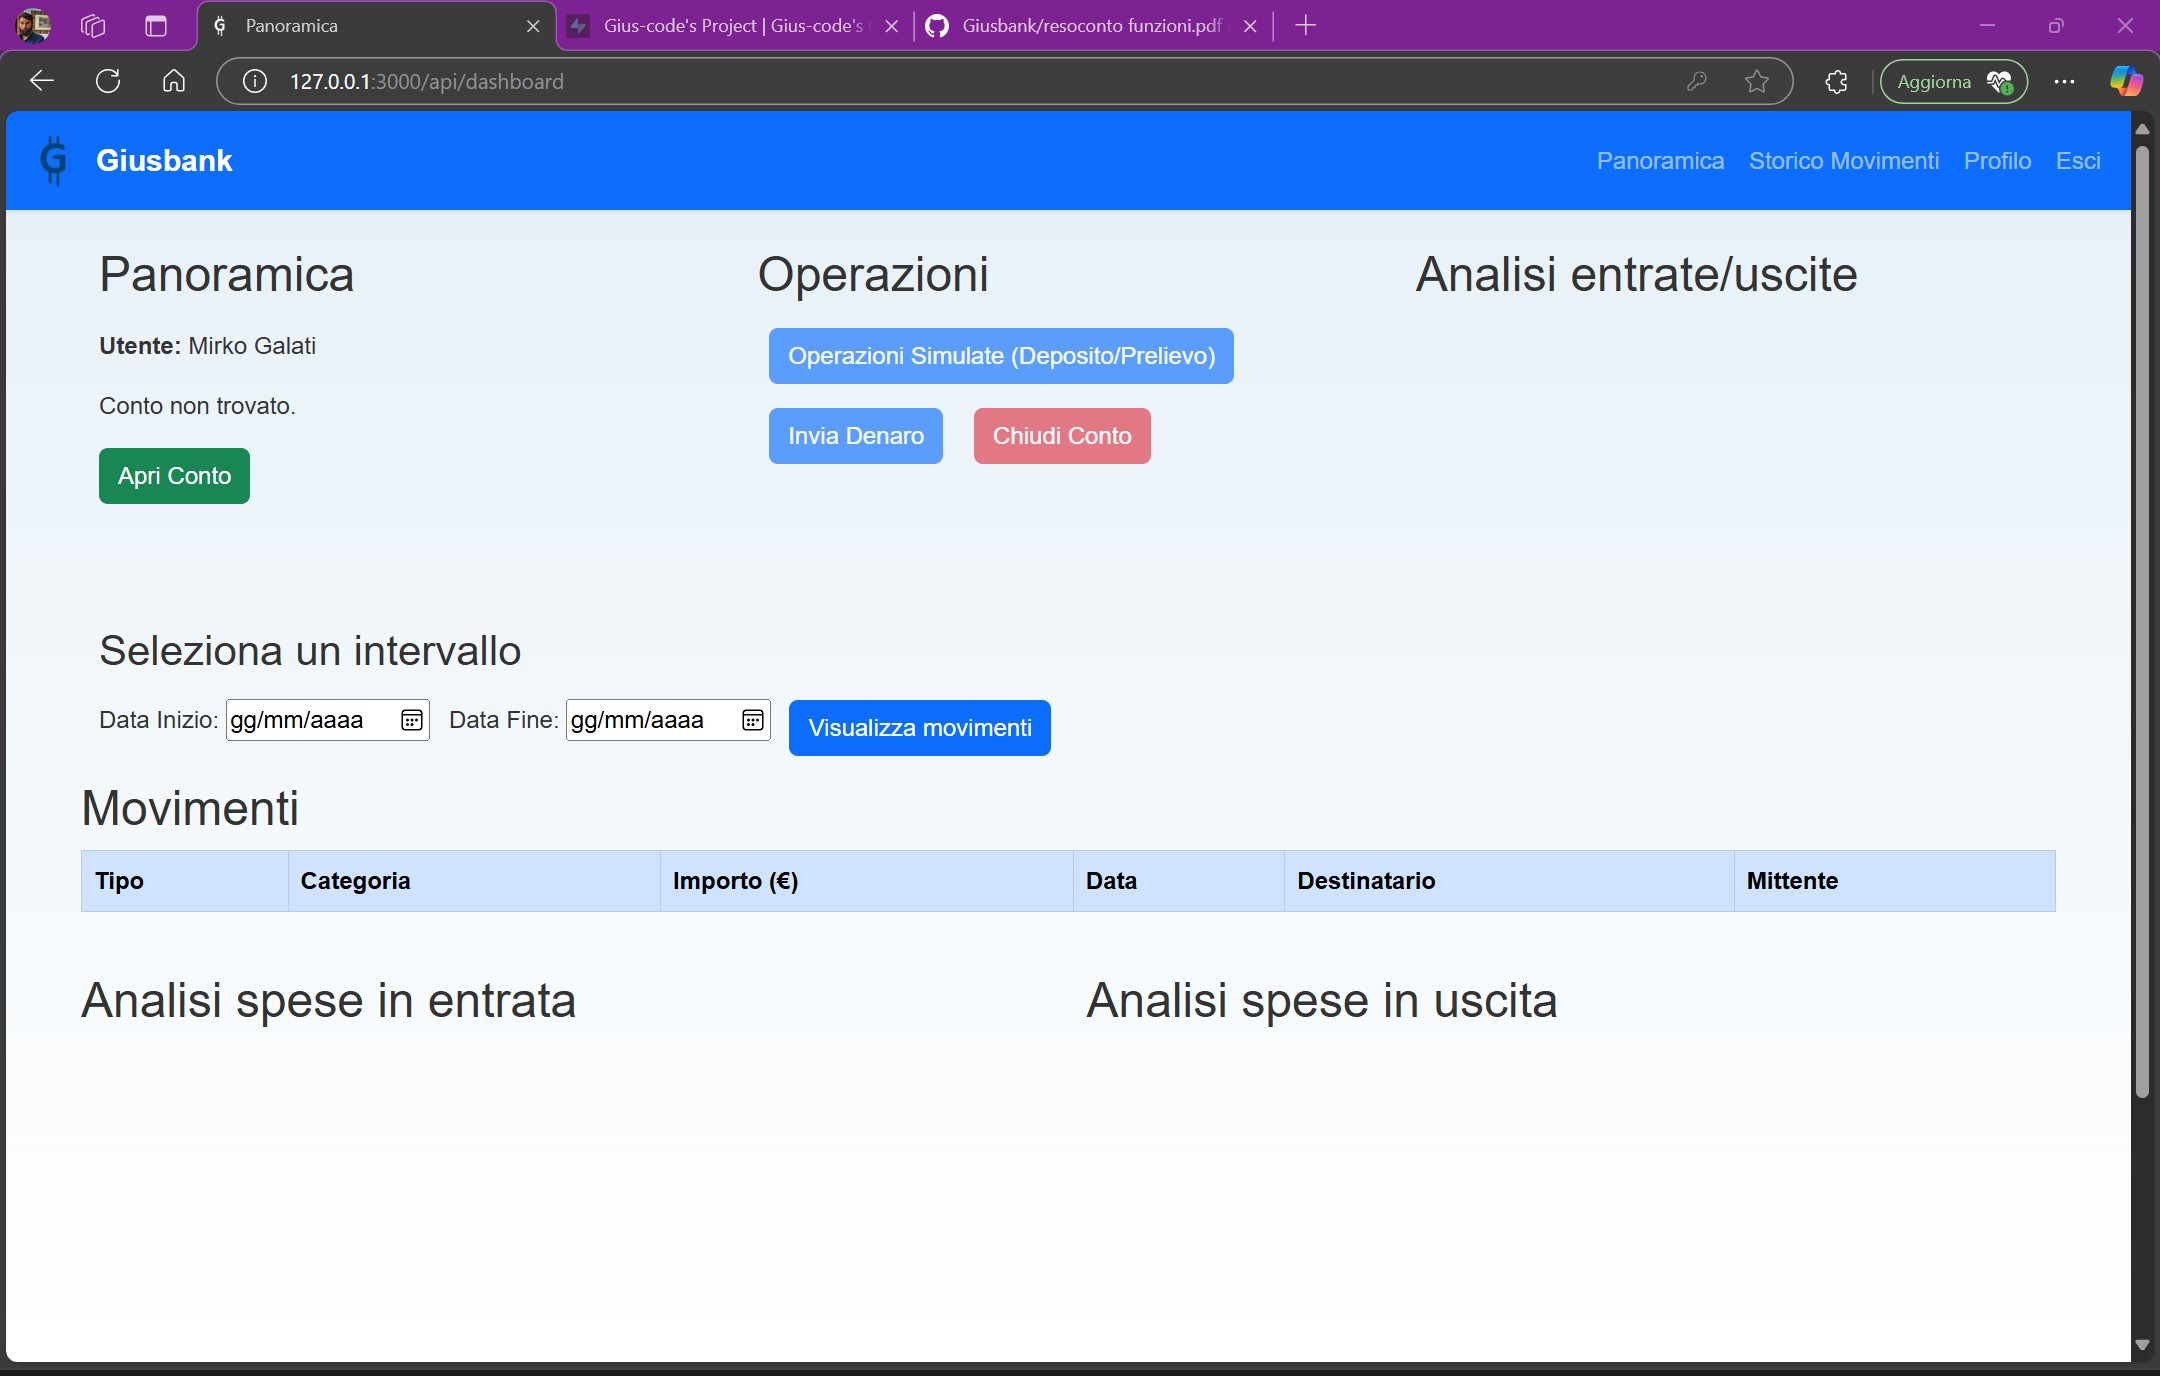 Panoramica
Gius-code's Project | Gius-code's
Giusbank/resoconto funzioni.pdf
127.0.0.1:3000/api/dashboard
Aggiorna
Giusbank
Panoramica Storico Movimenti Profilo Esci
Panoramica
Utente: Mirko Galati
Conto non trovato.
Apri Conto
Operazioni
Operazioni Simulate (Deposito/Prelievo)
Invia Denaro Chiudi Conto
Analisi entrate/uscite
Seleziona un intervallo
Data Inizio: gg/mm/aaaa Data Fine: gg/mm/aaaa Visualizza movimenti
Movimenti
Tipo Categoria Importo (€) Data Destinatario Mittente
Analisi spese in entrata
Analisi spese in uscita